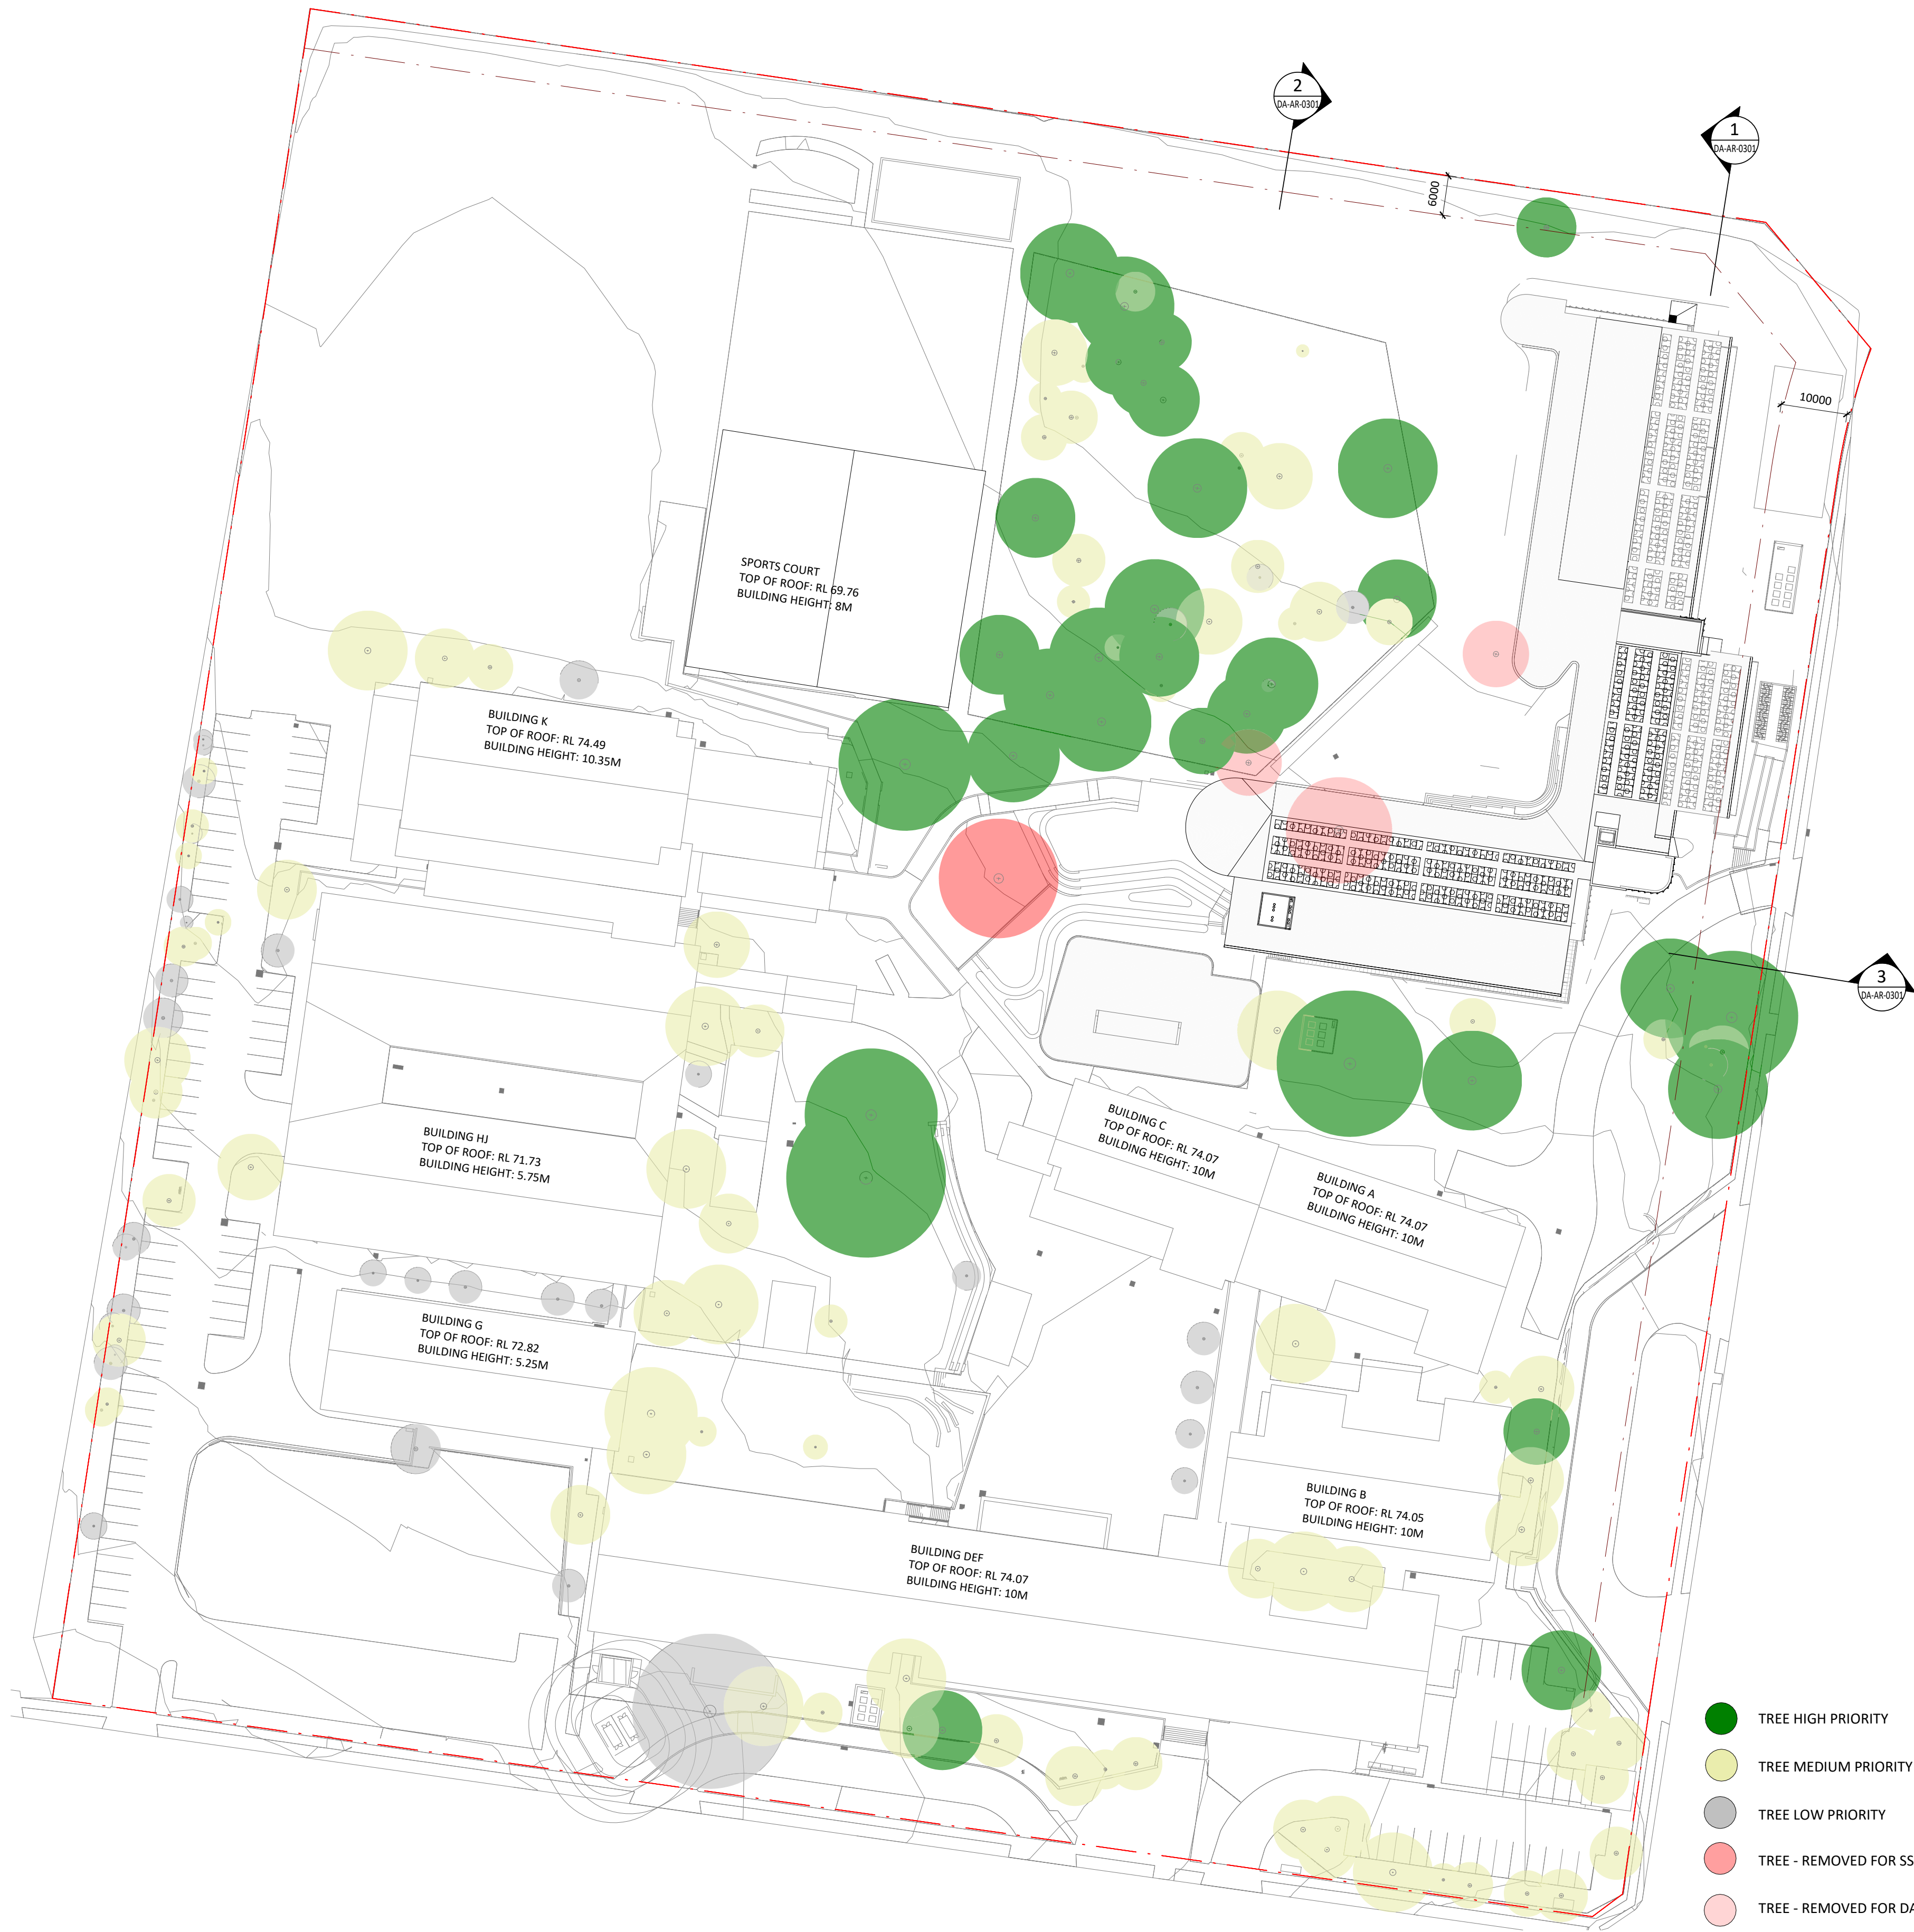 2
DA-AR-0301
1
DA-AR-0301
6000
10000
SPORTS COURT
TOP OF ROOF: RL 69.76
BUILDING HEIGHT: 8M
BUILDING K
TOP OF ROOF: RL 74.49
BUILDING HEIGHT: 10.35M
3
DA-AR-0301
BUILDING HJ
TOP OF ROOF: RL 71.73
BUILDING HEIGHT: 5.75M
BUILDING C
TOP OF ROOF: RL 74.07
BUILDING HEIGHT: 10M
BUILDING A
TOP OF ROOF: RL 74.07
BUILDING HEIGHT: 10M
BUILDING G
TOP OF ROOF: RL 72.82
BUILDING HEIGHT: 5.25M
BUILDING B
TOP OF ROOF: RL 74.05
BUILDING HEIGHT: 10M
BUILDING DEF
TOP OF ROOF: RL 74.07
BUILDING HEIGHT: 10M
TREE HIGH PRIORITY
TREE MEDIUM PRIORITY
TREE LOW PRIORITY
TREE - REMOVED FOR SS
TREE - REMOVED FOR DA